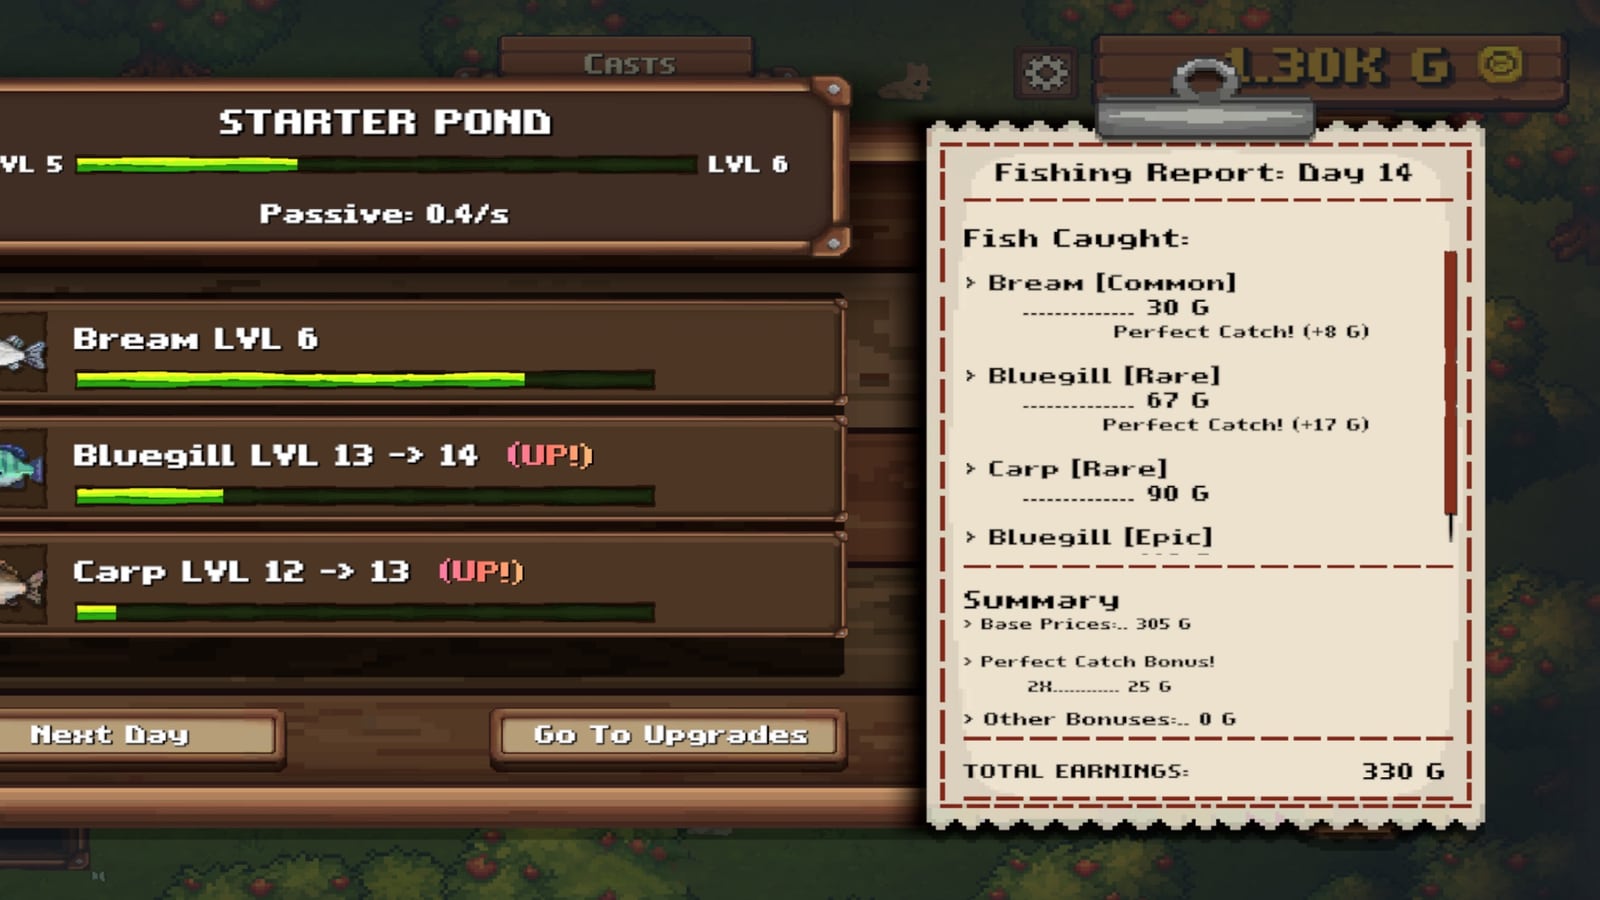 Casts
1.30K G
STARTER POND
VL 5
LVL 6
Passive: 0.4/s
Bream LVL 6
Bluegill LVL 13 -> 14 (UP!)
Carp LVL 12 -> 13 (UP!)
Next Day
Go To Upgrades
Fishing Report: Day 14
Fish Caught:
> Bream [Common]
.............. 30 G
Perfect Catch! (+8 G)
> Bluegill [Rare]
.............. 67 G
Perfect Catch! (+17 G)
> Carp [Rare]
.............. 90 G
> Bluegill [Epic]
Summary
> Base Prices:.. 305 G
> Perfect Catch Bonus!
2X............ 25 G
> Other Bonuses:.. 0 G
TOTAL EARNINGS: 330 G